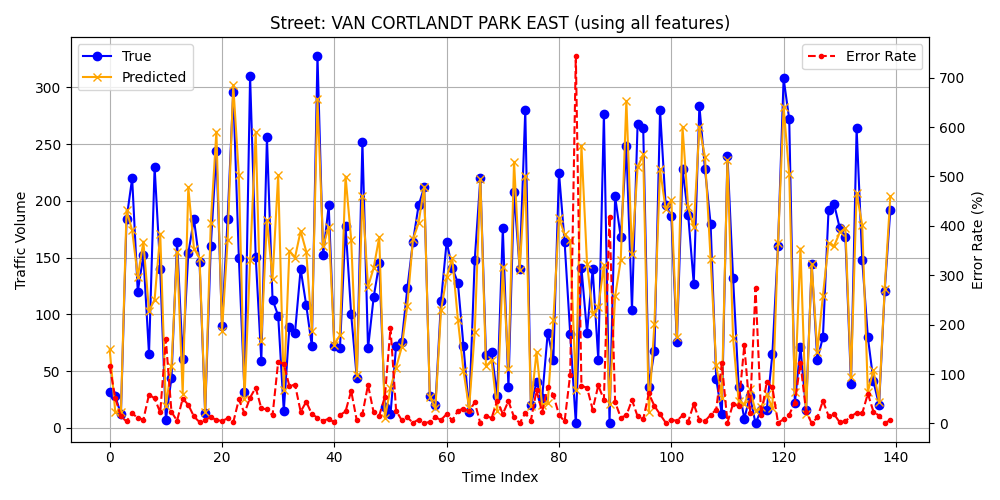 Street: VAN CORTLANDT PARK EAST (using all features)
True
Predicted
Error Rate
Traffic Volume
300
250
200
150
100
50
0
700
600
500
400
300
200
100
0
Error Rate (%)
0 20 40 60 80 100 120 140
Time Index